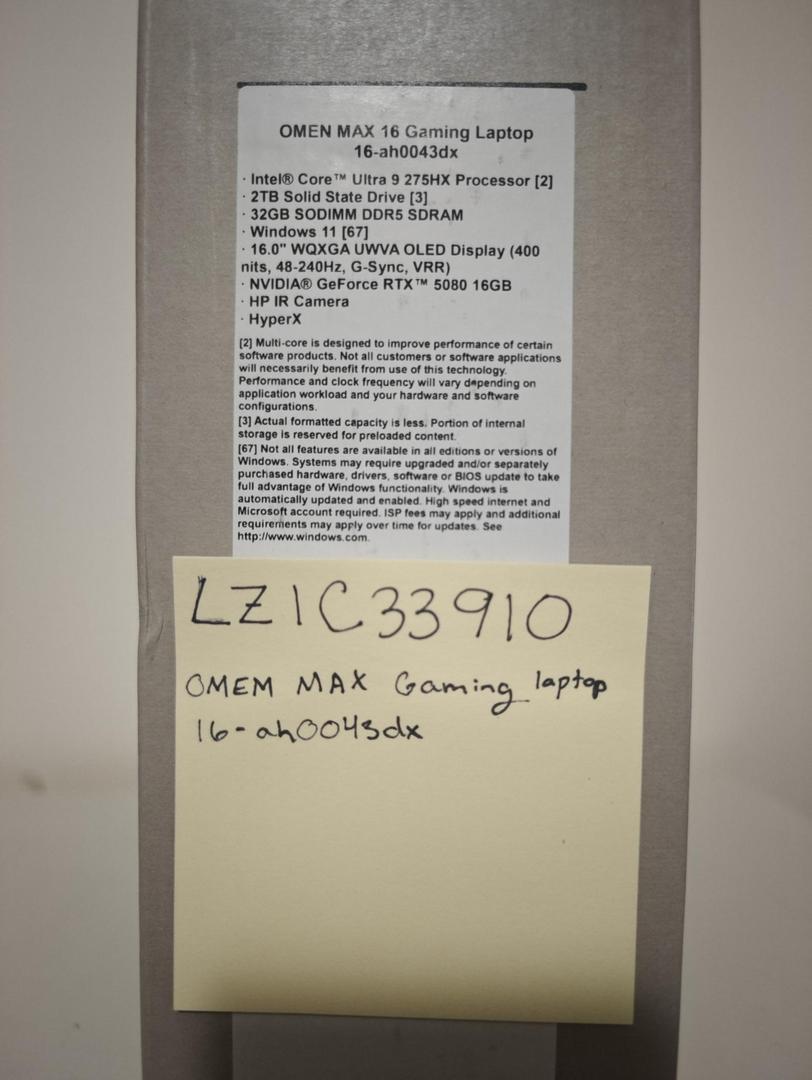 OMEN MAX 16 Gaming Laptop
16-ah0043dx
· Intel® Core™ Ultra 9 275HX Processor [2]
· 2TB Solid State Drive [3]
· 32GB SODIMM DDR5 SDRAM
· Windows 11 [67]
· 16.0" WQXGA UWVA OLED Display (400
nits, 48-240Hz, G-Sync, VRR)
· NVIDIA® GeForce RTX™ 5080 16GB
· HP IR Camera
· HyperX
[2] Multi-core is designed to improve performance of certain
software products. Not all customers or software applications
will necessarily benefit from use of this technology.
Performance and clock frequency will vary depending on
application workload and your hardware and software
configurations.
[3] Actual formatted capacity is less. Portion of internal
storage is reserved for preloaded content.
[67] Not all features are available in all editions or versions of
Windows. Systems may require upgraded and/or separately
purchased hardware, drivers, software or BIOS update to take
full advantage of Windows functionality. Windows is
automatically updated and enabled. High speed internet and
Microsoft account required. ISP fees may apply and additional
requirements may apply over time for updates. See
http://www.windows.com.
LZ1C33910
OMEM MAX Gaming laptop
16-ah0043dx